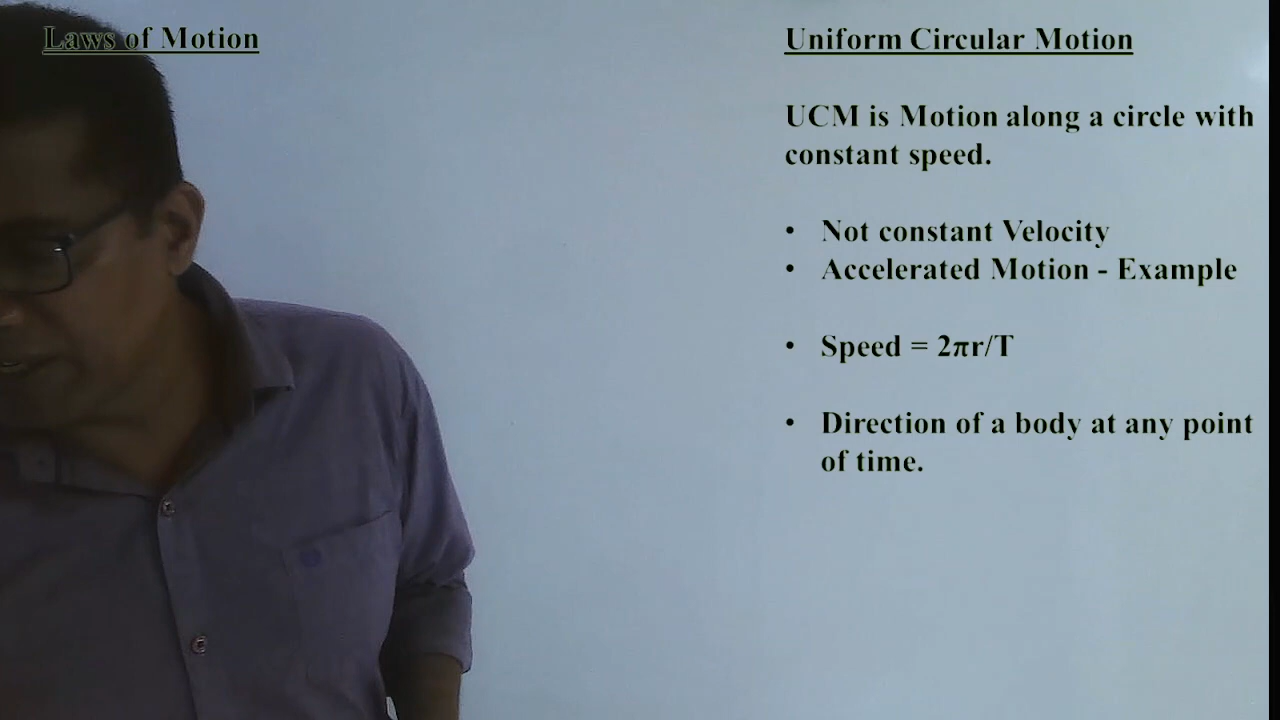 Laws of Motion
Uniform Circular Motion
UCM is Motion along a circle with
constant speed.
• Not constant Velocity
• Accelerated Motion - Example
• Speed = 2πr/T
• Direction of a body at any point
of time.